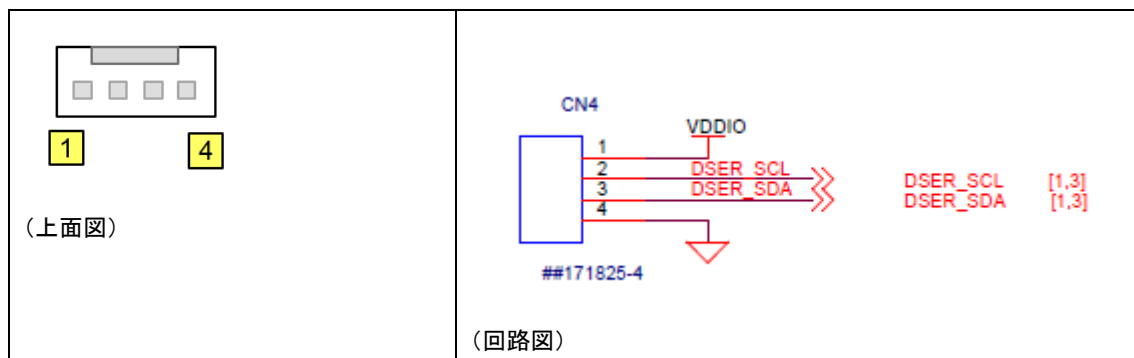 1
4
（上面図）
CN4
VDDIO
1
2
DSER_SCL
3
DSER_SDA
4
DSER_SCL [1,3]
DSER_SDA [1,3]
##171825-4
（回路図）